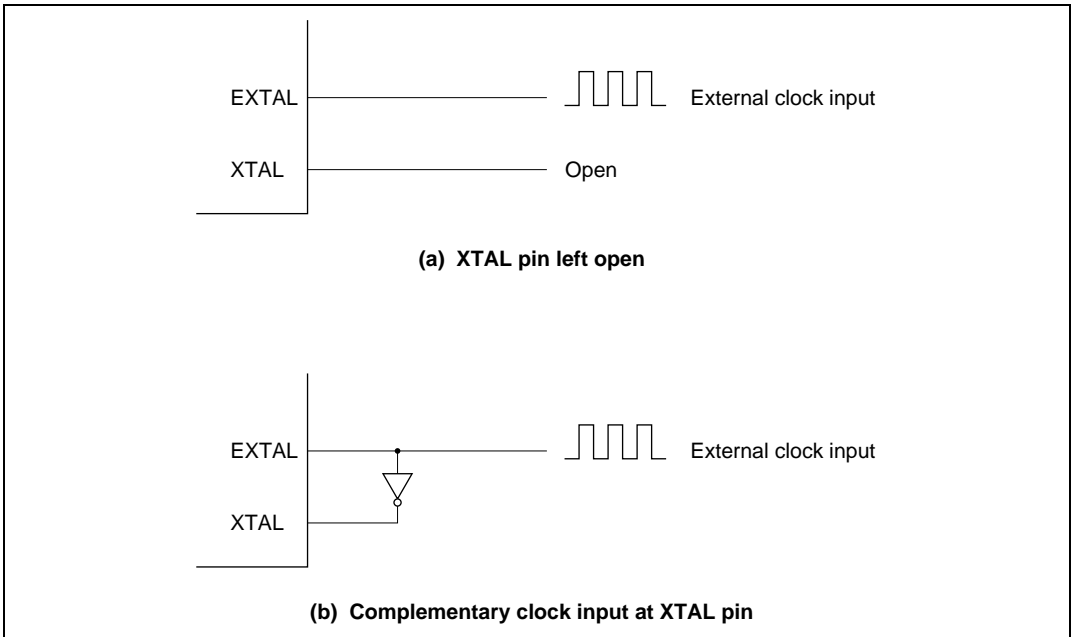 EXTAL
External clock input
XTAL
Open
(a) XTAL pin left open
EXTAL
External clock input
XTAL
(b) Complementary clock input at XTAL pin